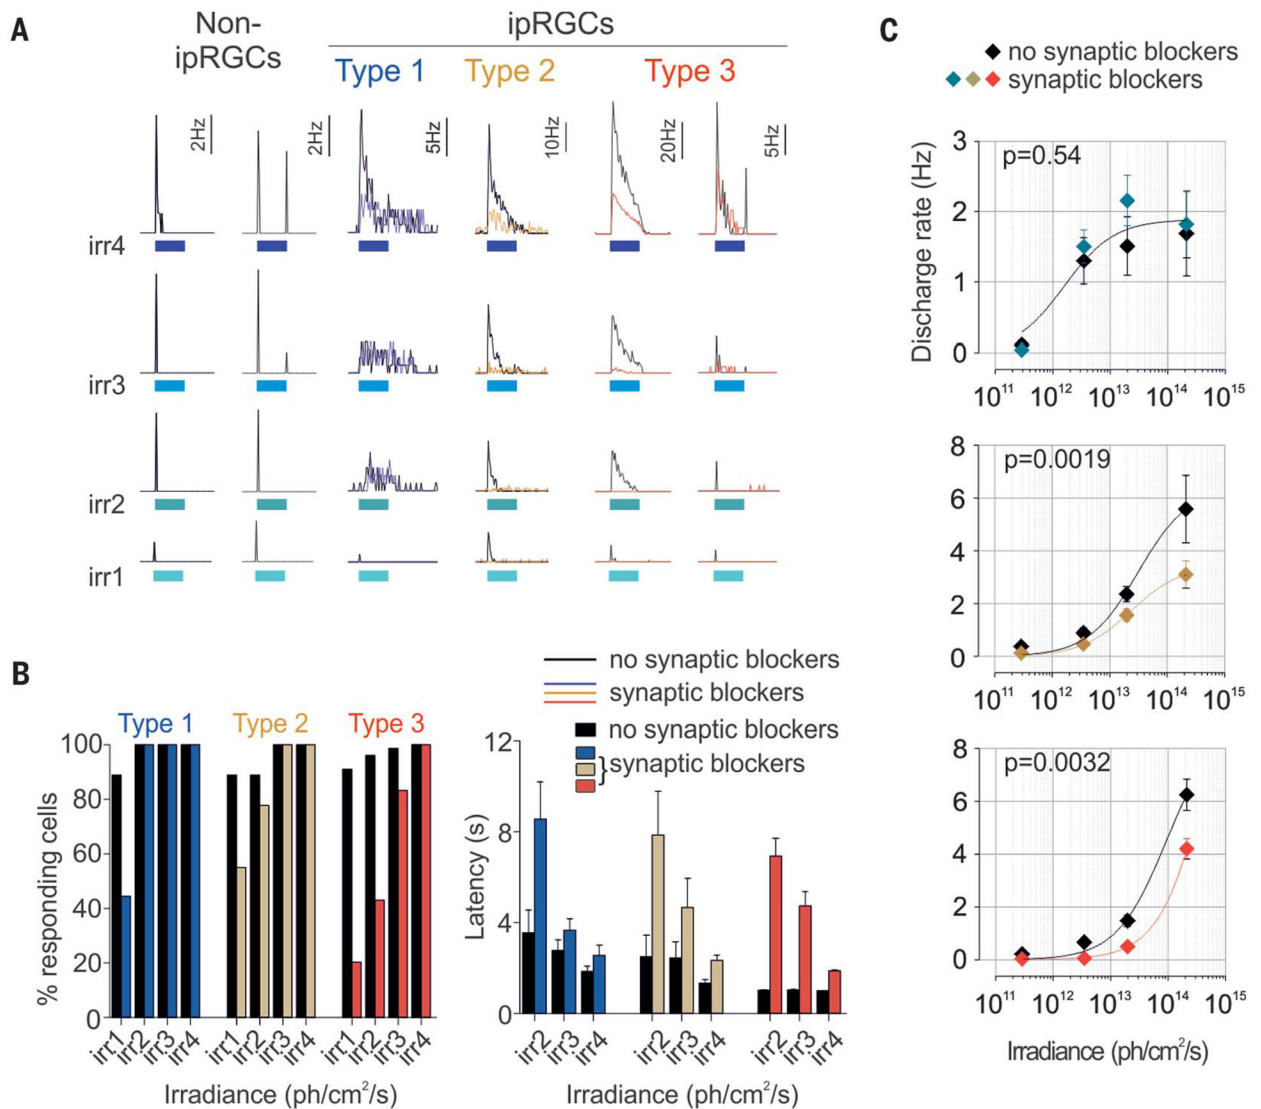 A
Non-
ipRGCs
ipRGCs
Type 1
Type 2
Type 3
2Hz
2Hz
5Hz
10Hz
20Hz
5Hz
irr4
irr3
irr2
irr1
B
no synaptic blockers
synaptic blockers
no synaptic blockers
synaptic blockers
Type 1
Type 2
Type 3
% responding cells
100
80
60
40
20
0
irr1
irr2
irr3
irr4
irr1
irr2
irr3
irr4
irr1
irr2
irr3
irr4
Irradiance (ph/cm²/s)
Latency (s)
12
8
4
0
irr2
irr3
irr4
irr2
irr3
irr4
irr2
irr3
irr4
Irradiance (ph/cm²/s)
C
no synaptic blockers
synaptic blockers
Discharge rate (Hz)
p=0.54
3
2
1
0
10¹¹ 10¹² 10¹³ 10¹⁴ 10¹⁵
p=0.0019
8
6
4
2
0
10¹¹ 10¹² 10¹³ 10¹⁴ 10¹⁵
p=0.0032
8
6
4
2
0
10¹¹ 10¹² 10¹³ 10¹⁴ 10¹⁵
Irradiance (ph/cm²/s)